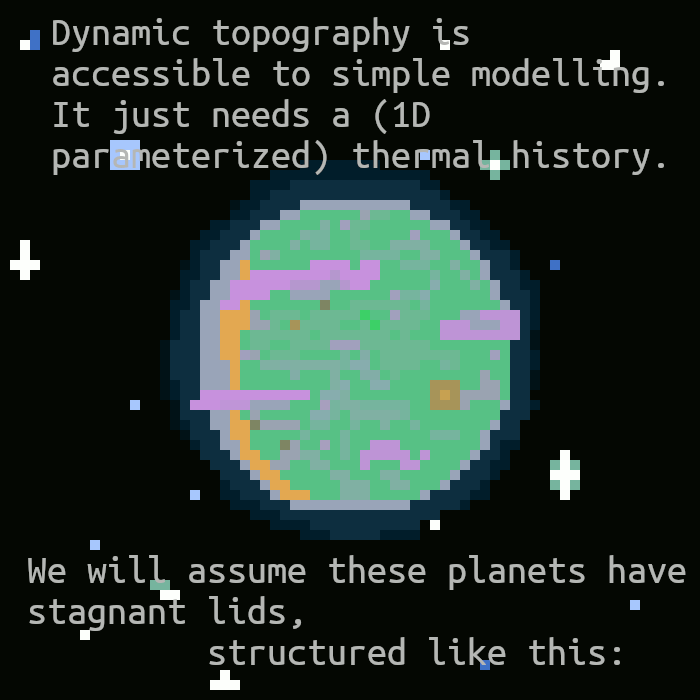 Dynamic topography is
accessible to simple modelling.
It just needs a (1D
parameterized) thermal history.
We will assume these planets have
stagnant lids,
structured like this: